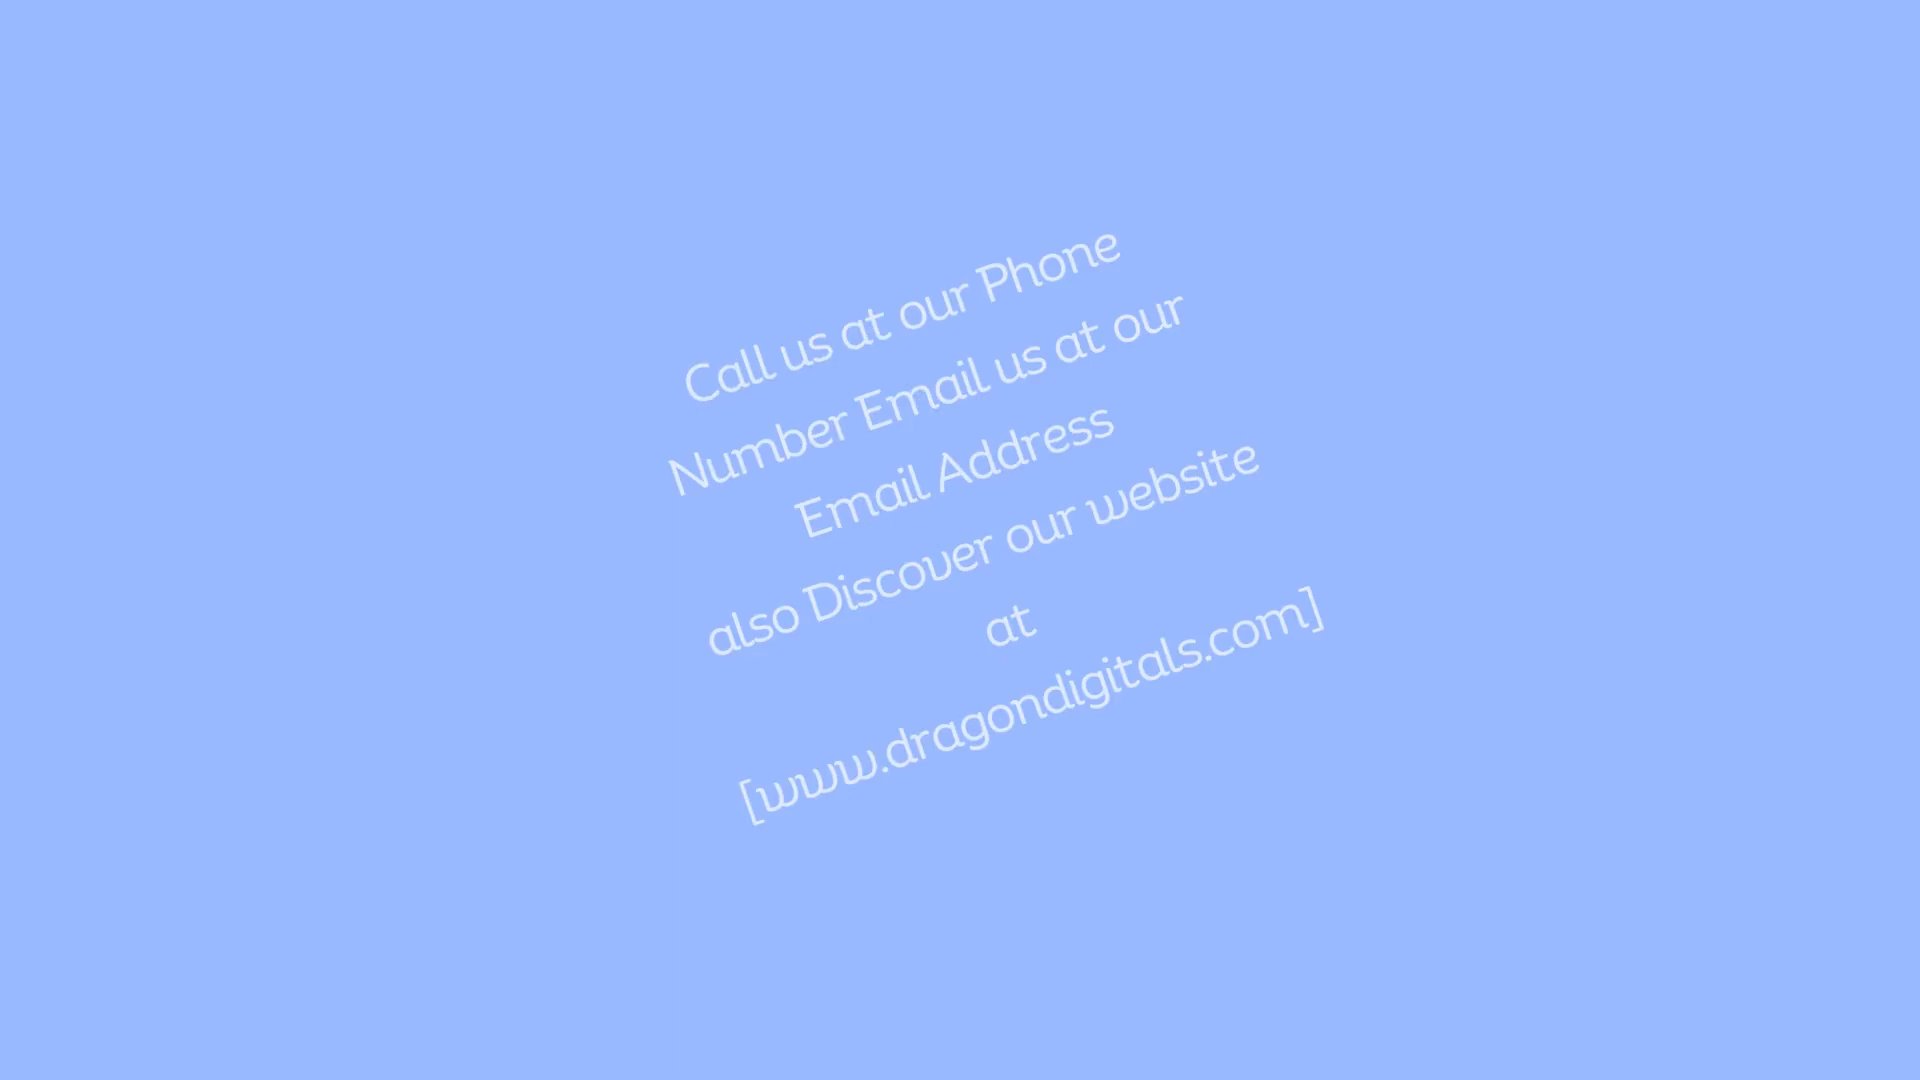 Call us at our Phone
Number Email us at our
Email Address
also Discover our website
at
[www.dragondigitals.com]